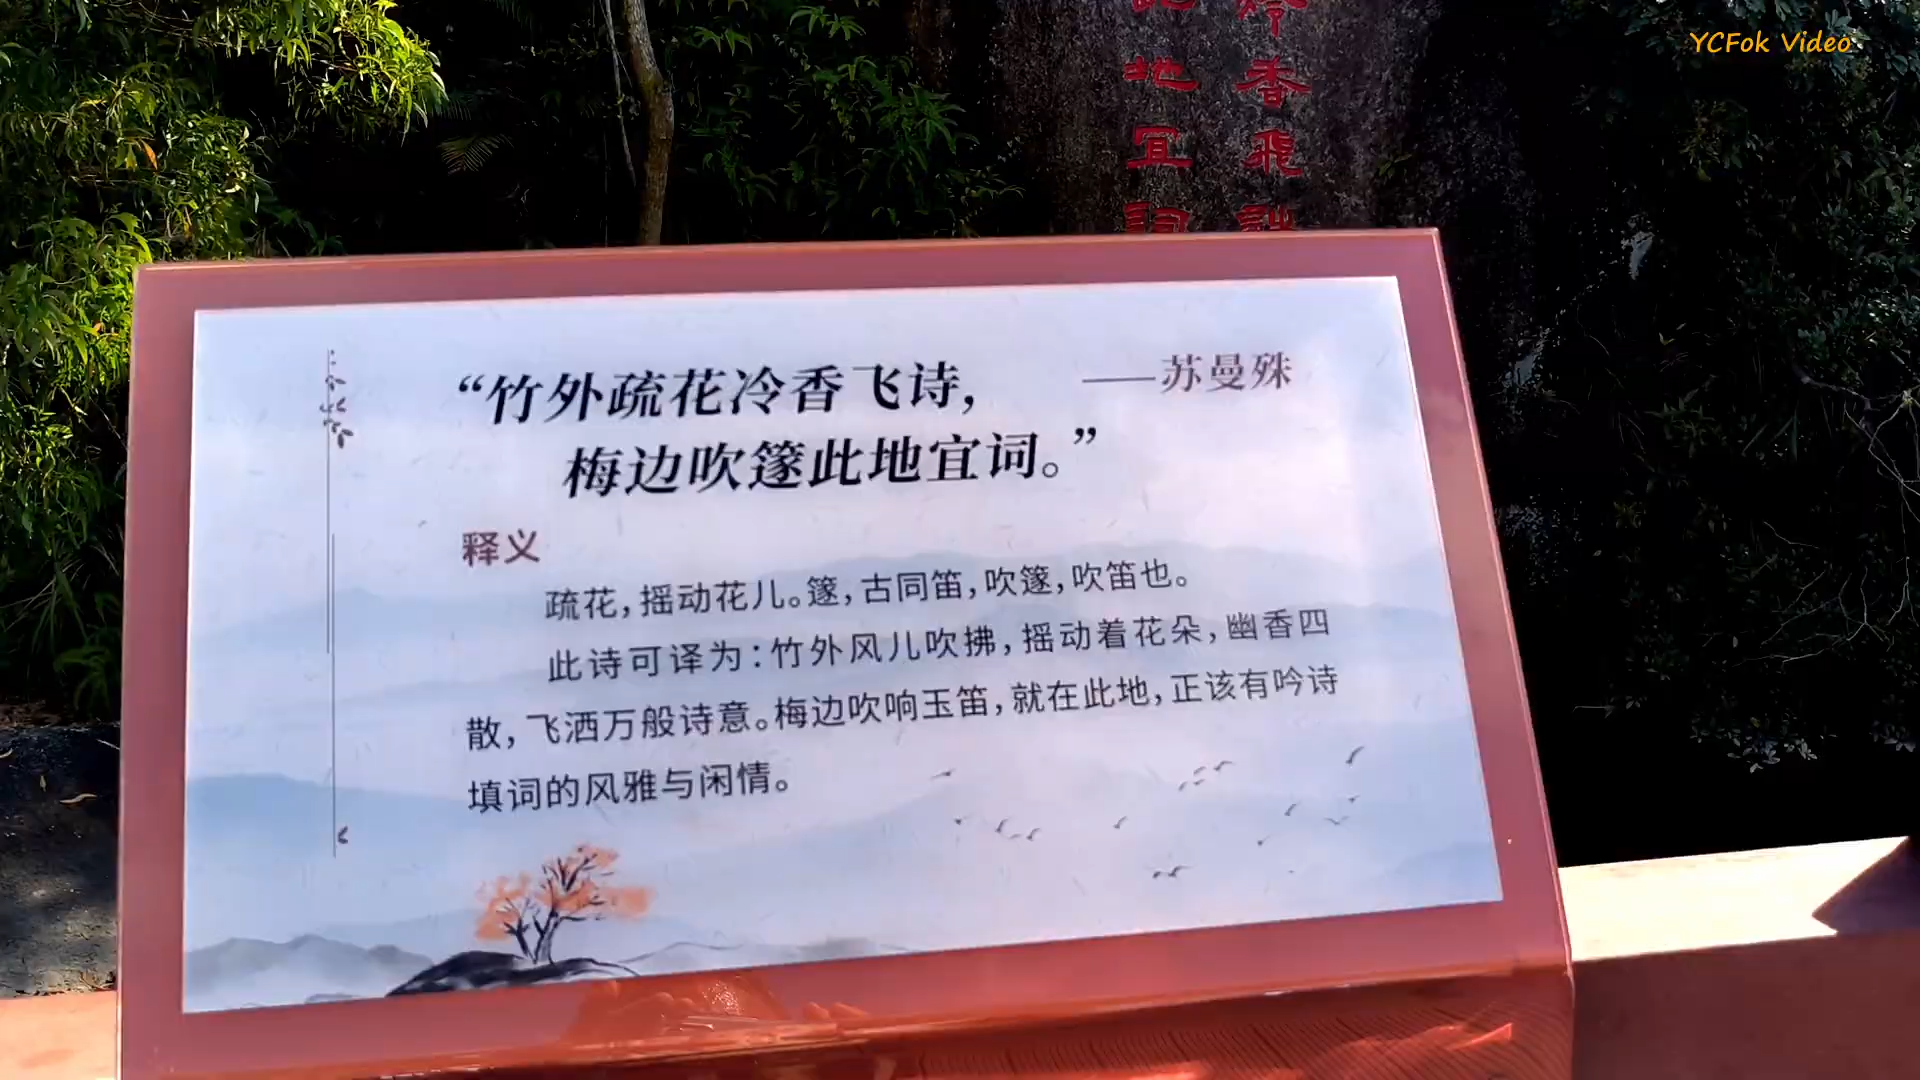 YCFok Video
冷香飛詩
此地宜詞
“竹外疏花冷香飞诗，
——苏曼殊
梅边吹篴此地宜词。”
释义
疏花，摇动花儿。篴，古同笛，吹篴，吹笛也。
此诗可译为：竹外风儿吹拂，摇动着花朵，幽香四
散，飞洒万般诗意。梅边吹响玉笛，就在此地，正该有吟诗
填词的风雅与闲情。